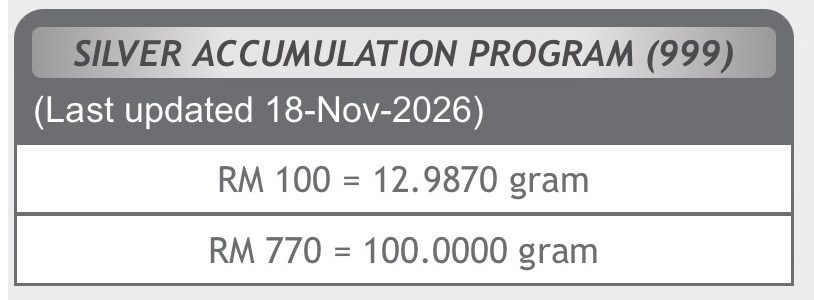 SILVER ACCUMULATION PROGRAM (999)
(Last updated 18-Nov-2026)
RM 100 = 12.9870 gram
RM 770 = 100.0000 gram